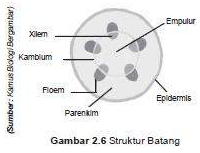 (Sumber: Kamus Biologi Bergambar)
Xilem
Empulur
Kambium
Floem
Epidermis
Parenkim
Gambar 2.6 Struktur Batang